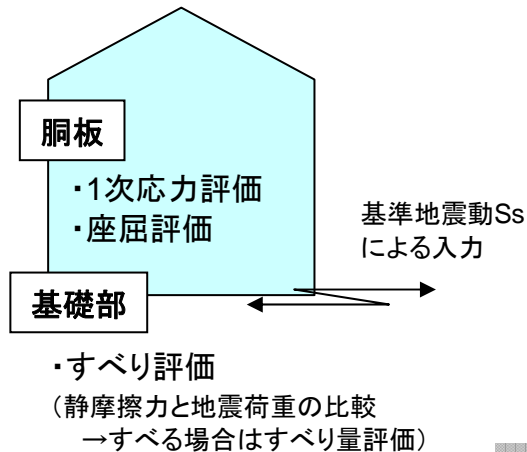 胴板
・1次応力評価
・座屈評価
基準地震動Ss
による入力
基礎部
・すべり評価
（静摩擦力と地震荷重の比較
→すべる場合はすべり量評価）